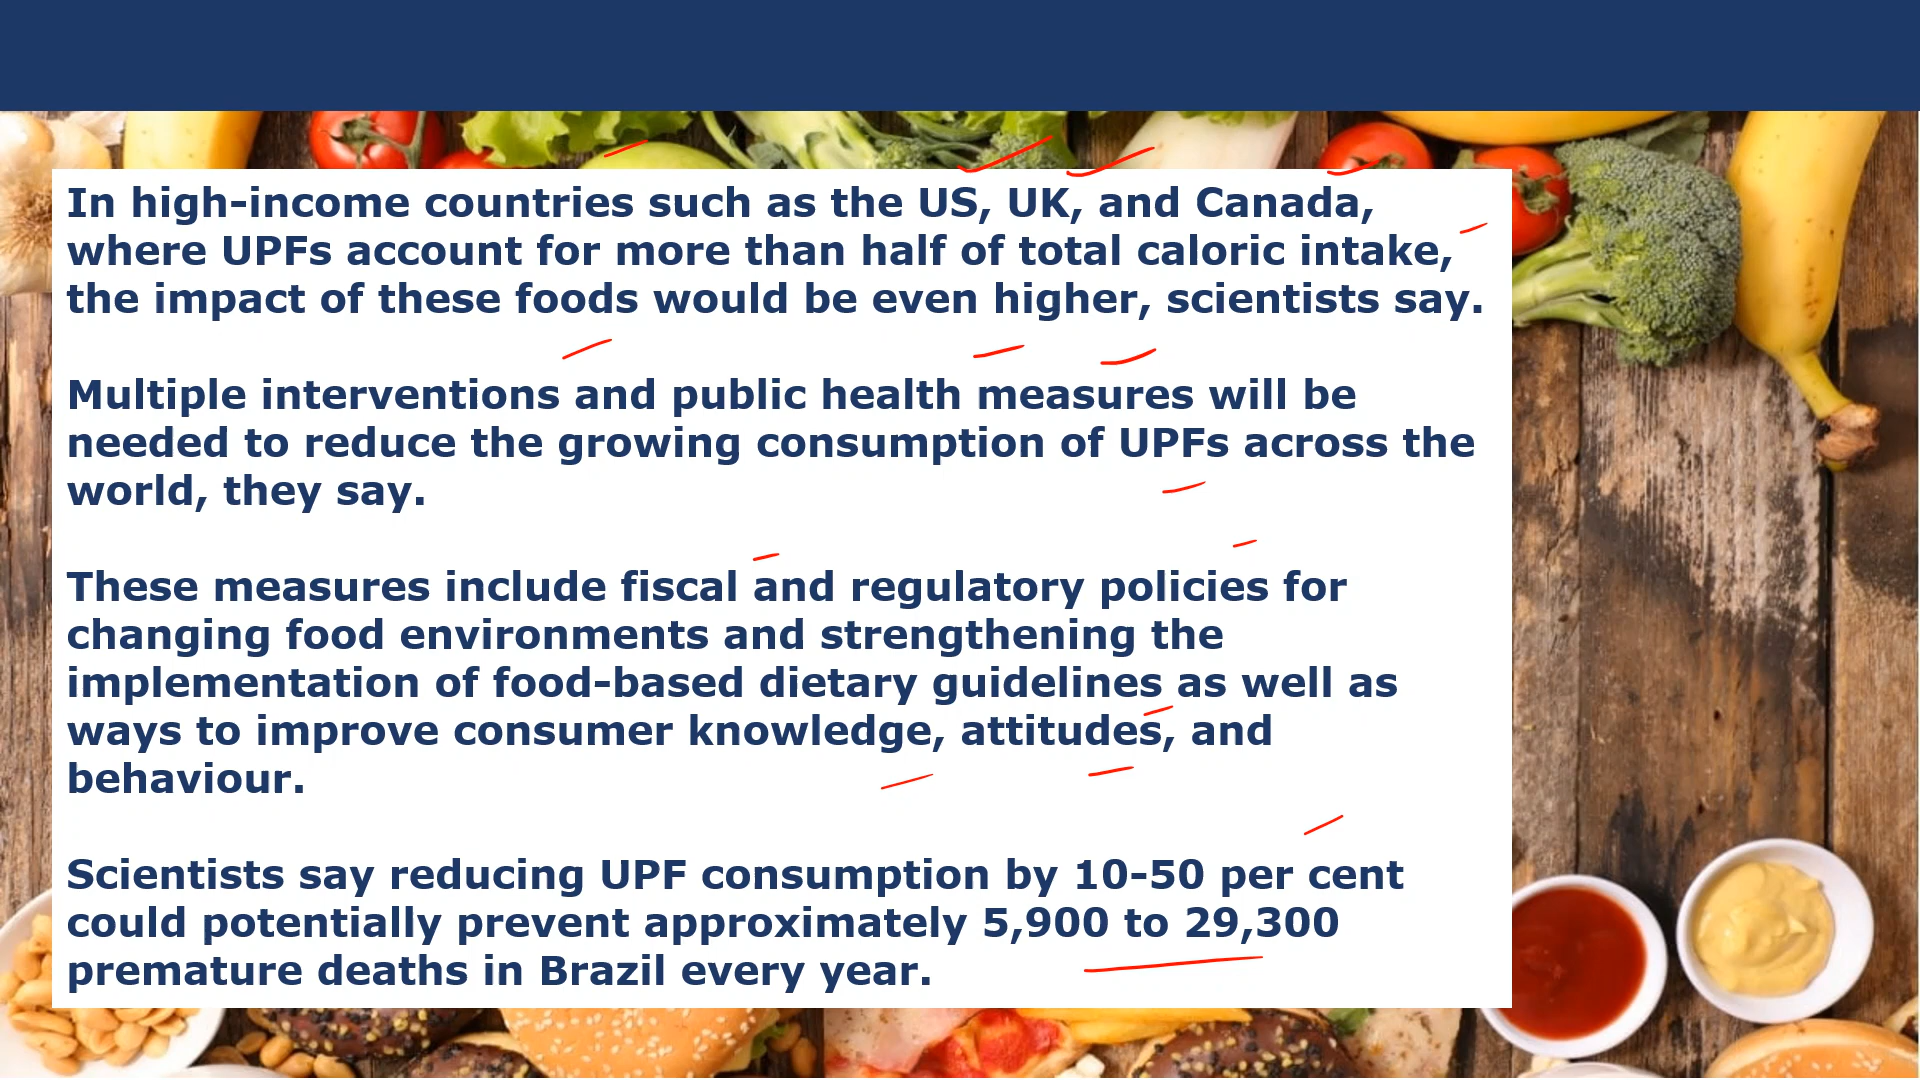 In high-income countries such as the US, UK, and Canada,
where UPFs account for more than half of total caloric intake,
the impact of these foods would be even higher, scientists say.
Multiple interventions and public health measures will be
needed to reduce the growing consumption of UPFs across the
world, they say.
These measures include fiscal and regulatory policies for
changing food environments and strengthening the
implementation of food-based dietary guidelines as well as
ways to improve consumer knowledge, attitudes, and
behaviour.
Scientists say reducing UPF consumption by 10-50 per cent
could potentially prevent approximately 5,900 to 29,300
premature deaths in Brazil every year.